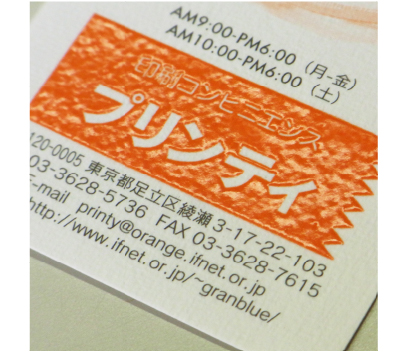 AM9:00-PM6:00（月-金）
AM10:00-PM6:00（土）
印刷コンビニエンス
プリンティ
120-0005 東京都足立区綾瀬3-17-22-103
03-3628-5736 FAX 03-3628-7615
E-mail printy@orange.ifnet.or.jp
http://www.ifnet.or.jp/~granblue/